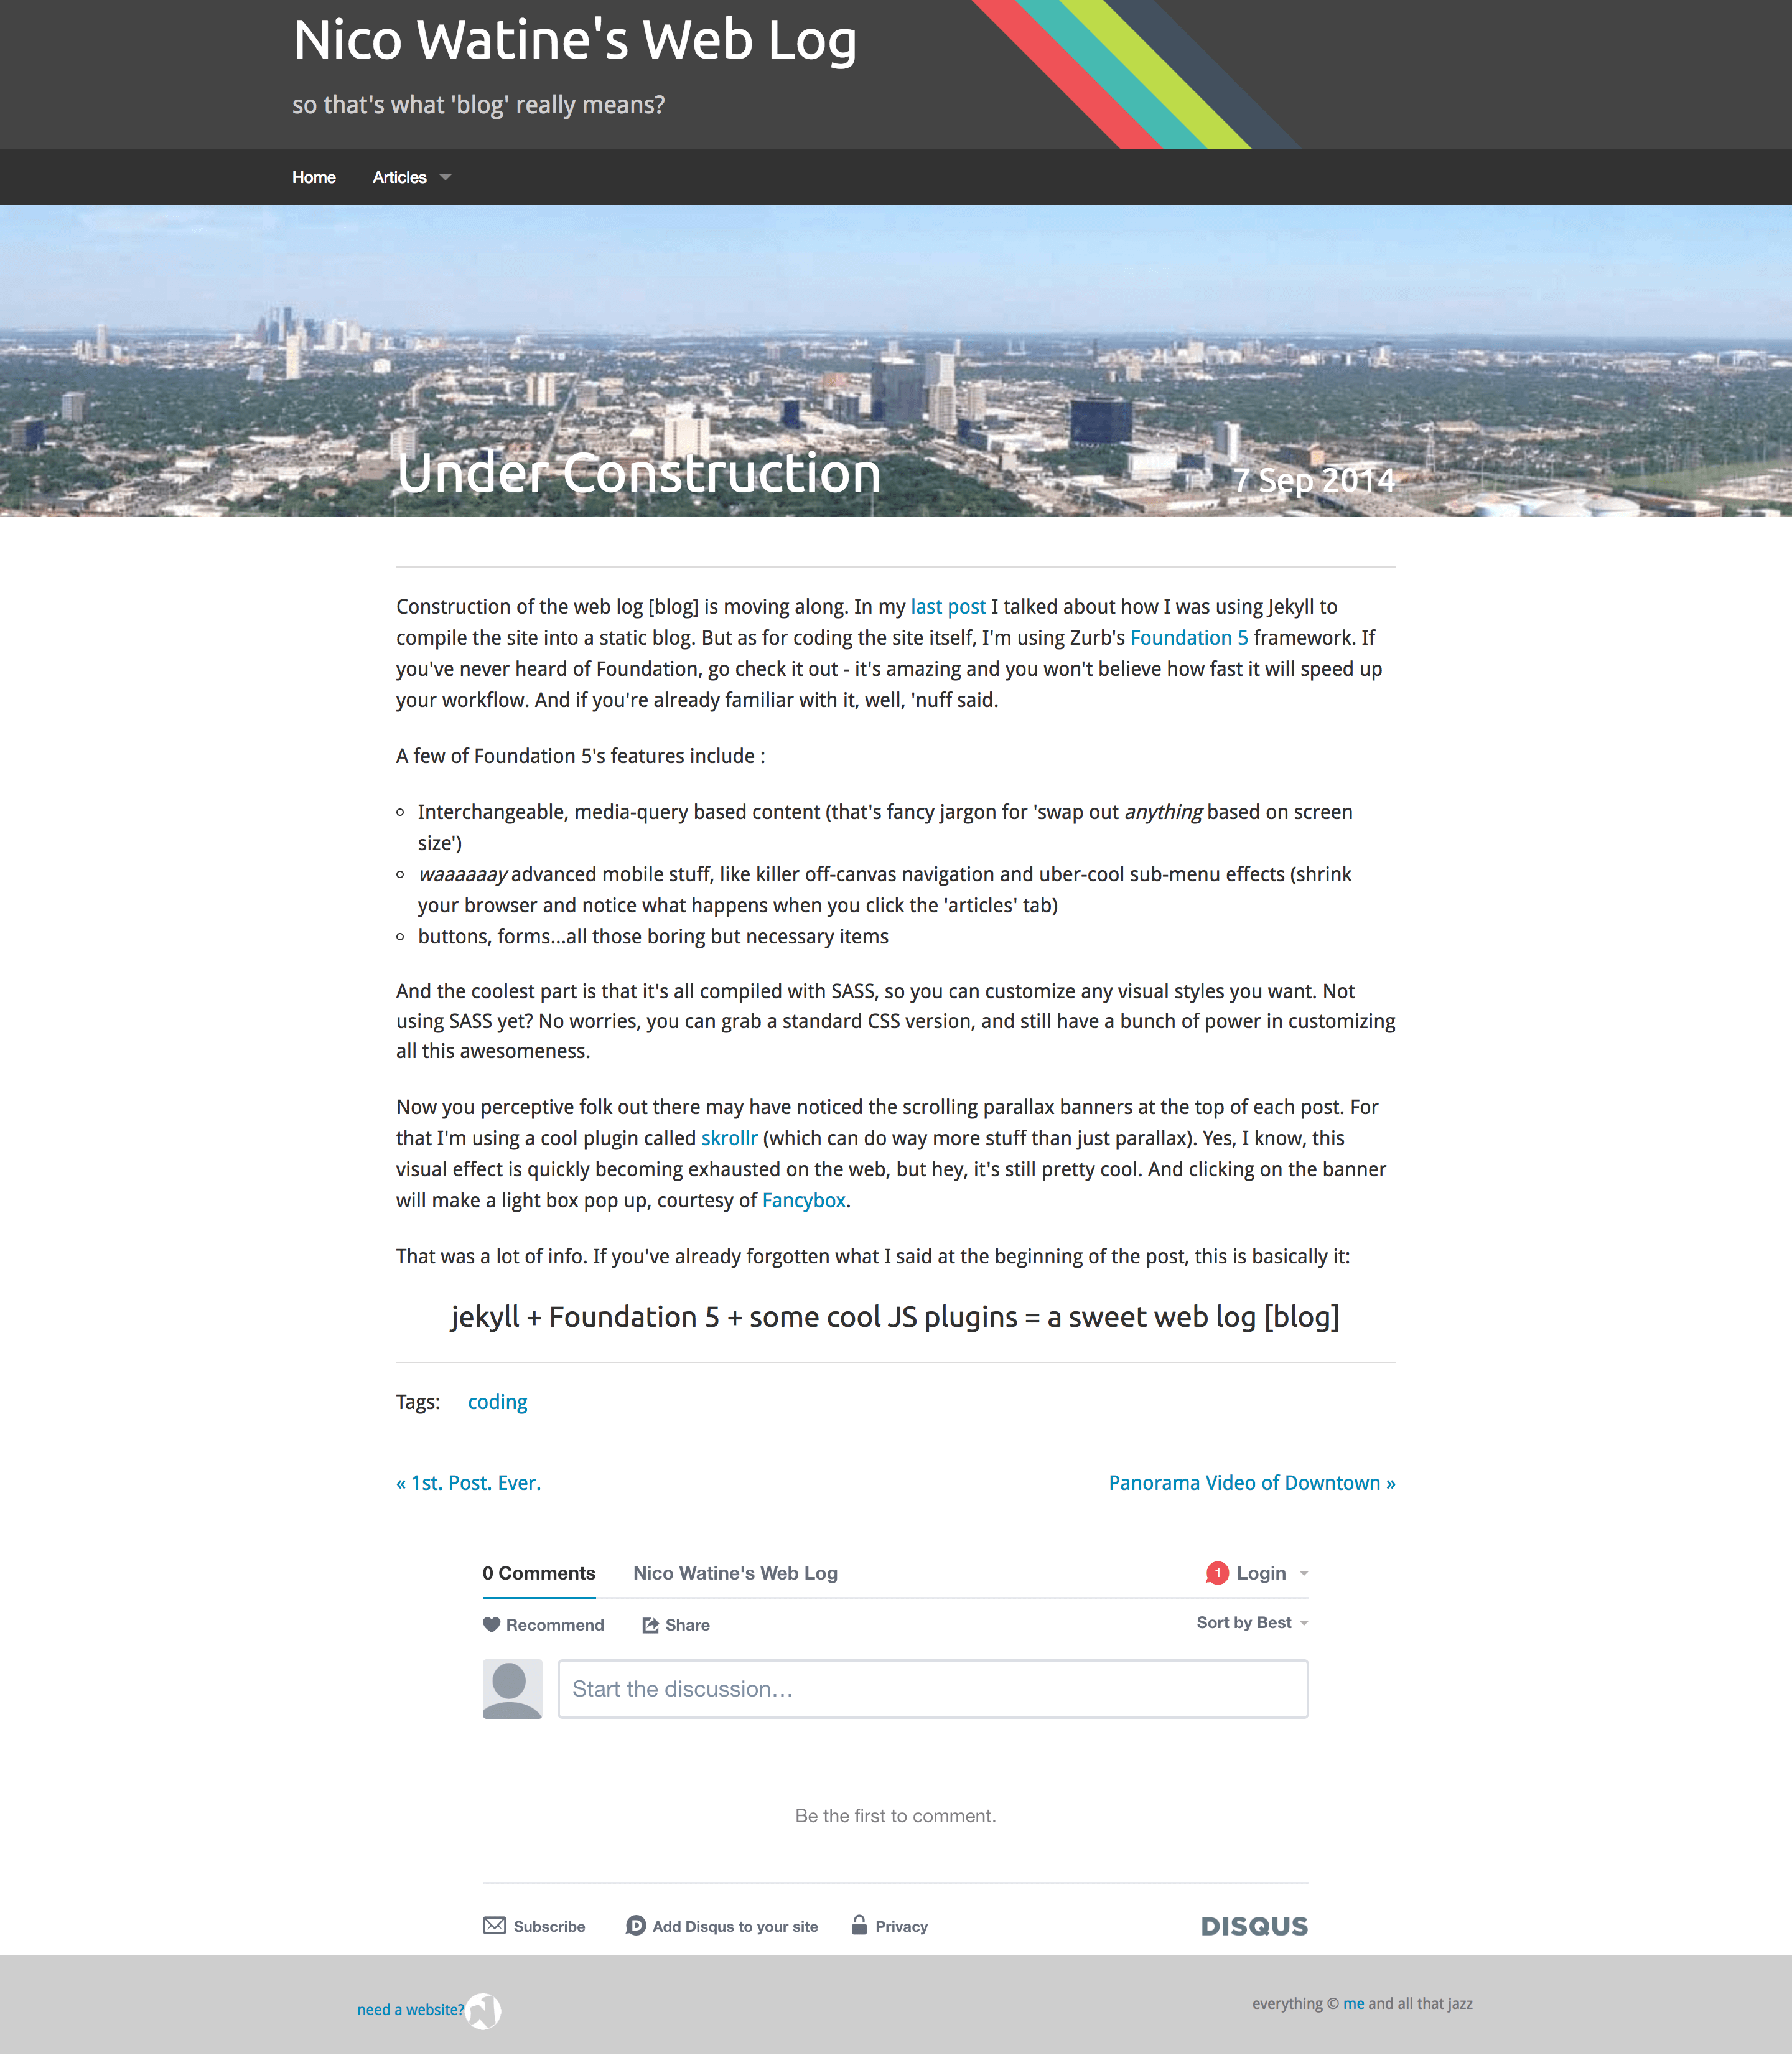 Nico Watine's Web Log
so that's what 'blog' really means?
Home Articles
Under Construction 7 Sep 2014
Construction of the web log [blog] is moving along. In my last post I talked about how I was using Jekyll to
compile the site into a static blog. But as for coding the site itself, I'm using Zurb's Foundation 5 framework. If
you've never heard of Foundation, go check it out - it's amazing and you won't believe how fast it will speed up
your workflow. And if you're already familiar with it, well, 'nuff said.
A few of Foundation 5's features include :
Interchangeable, media-query based content (that's fancy jargon for 'swap out anything based on screen
size')
waaaaaay advanced mobile stuff, like killer off-canvas navigation and uber-cool sub-menu effects (shrink
your browser and notice what happens when you click the 'articles' tab)
buttons, forms...all those boring but necessary items
And the coolest part is that it's all compiled with SASS, so you can customize any visual styles you want. Not
using SASS yet? No worries, you can grab a standard CSS version, and still have a bunch of power in customizing
all this awesomeness.
Now you perceptive folk out there may have noticed the scrolling parallax banners at the top of each post. For
that I'm using a cool plugin called skrollr (which can do way more stuff than just parallax). Yes, I know, this
visual effect is quickly becoming exhausted on the web, but hey, it's still pretty cool. And clicking on the banner
will make a light box pop up, courtesy of Fancybox.
That was a lot of info. If you've already forgotten what I said at the beginning of the post, this is basically it:
jekyll + Foundation 5 + some cool JS plugins = a sweet web log [blog]
Tags: coding
« 1st. Post. Ever. Panorama Video of Downtown »
0 Comments Nico Watine's Web Log 1 Login
Recommend Share Sort by Best
Start the discussion…
Be the first to comment.
Subscribe D Add Disqus to your site Privacy DISQUS
need a website? everything © me and all that jazz